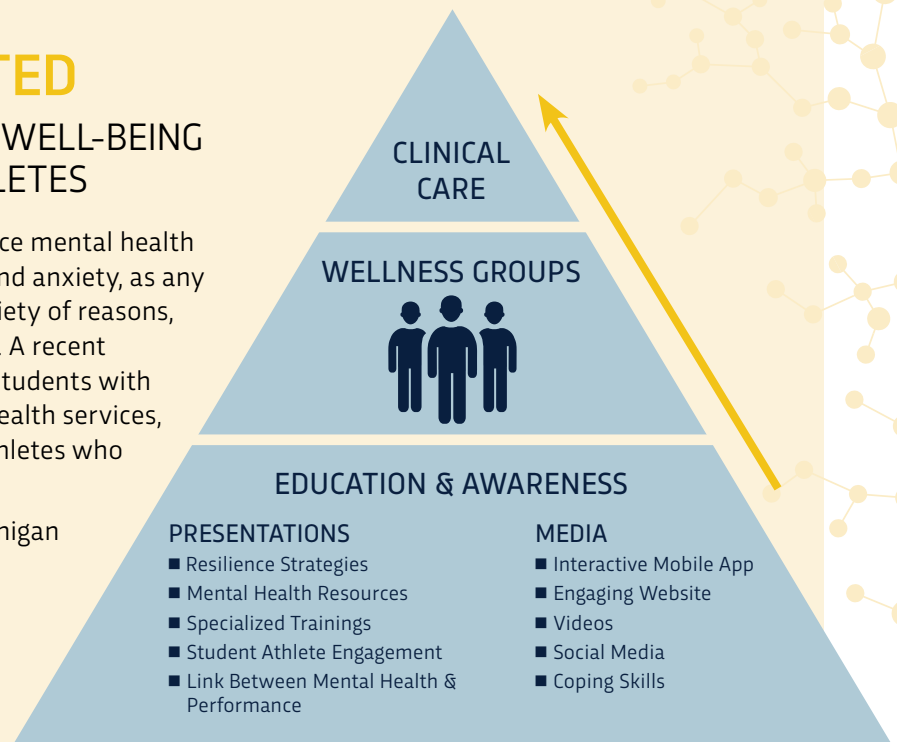 TED
WELL-BEING
LETES
ce mental health
nd anxiety, as any
iety of reasons,
. A recent
tudents with
ealth services,
hletes who
nigan
CLINICAL
CARE
WELLNESS GROUPS
EDUCATION & AWARENESS
PRESENTATIONS
■ Resilience Strategies
■ Mental Health Resources
■ Specialized Trainings
■ Student Athlete Engagement
■ Link Between Mental Health &
Performance
MEDIA
■ Interactive Mobile App
■ Engaging Website
■ Videos
■ Social Media
■ Coping Skills